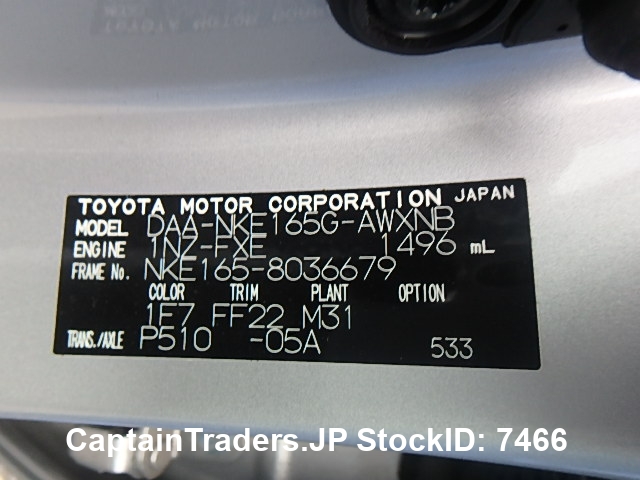 TOYOTA MOTOR CORPORATION JAPAN
MODEL DAA-NKE165G-AWXNB
ENGINE 1NZ-FXE 1496 mL
FRAME No. NKE165-8036679
COLOR TRIM PLANT OPTION
1F7 FF22 M31
TRANS./AXLE P510 -05A 533
CaptainTraders.JP StockID: 7466